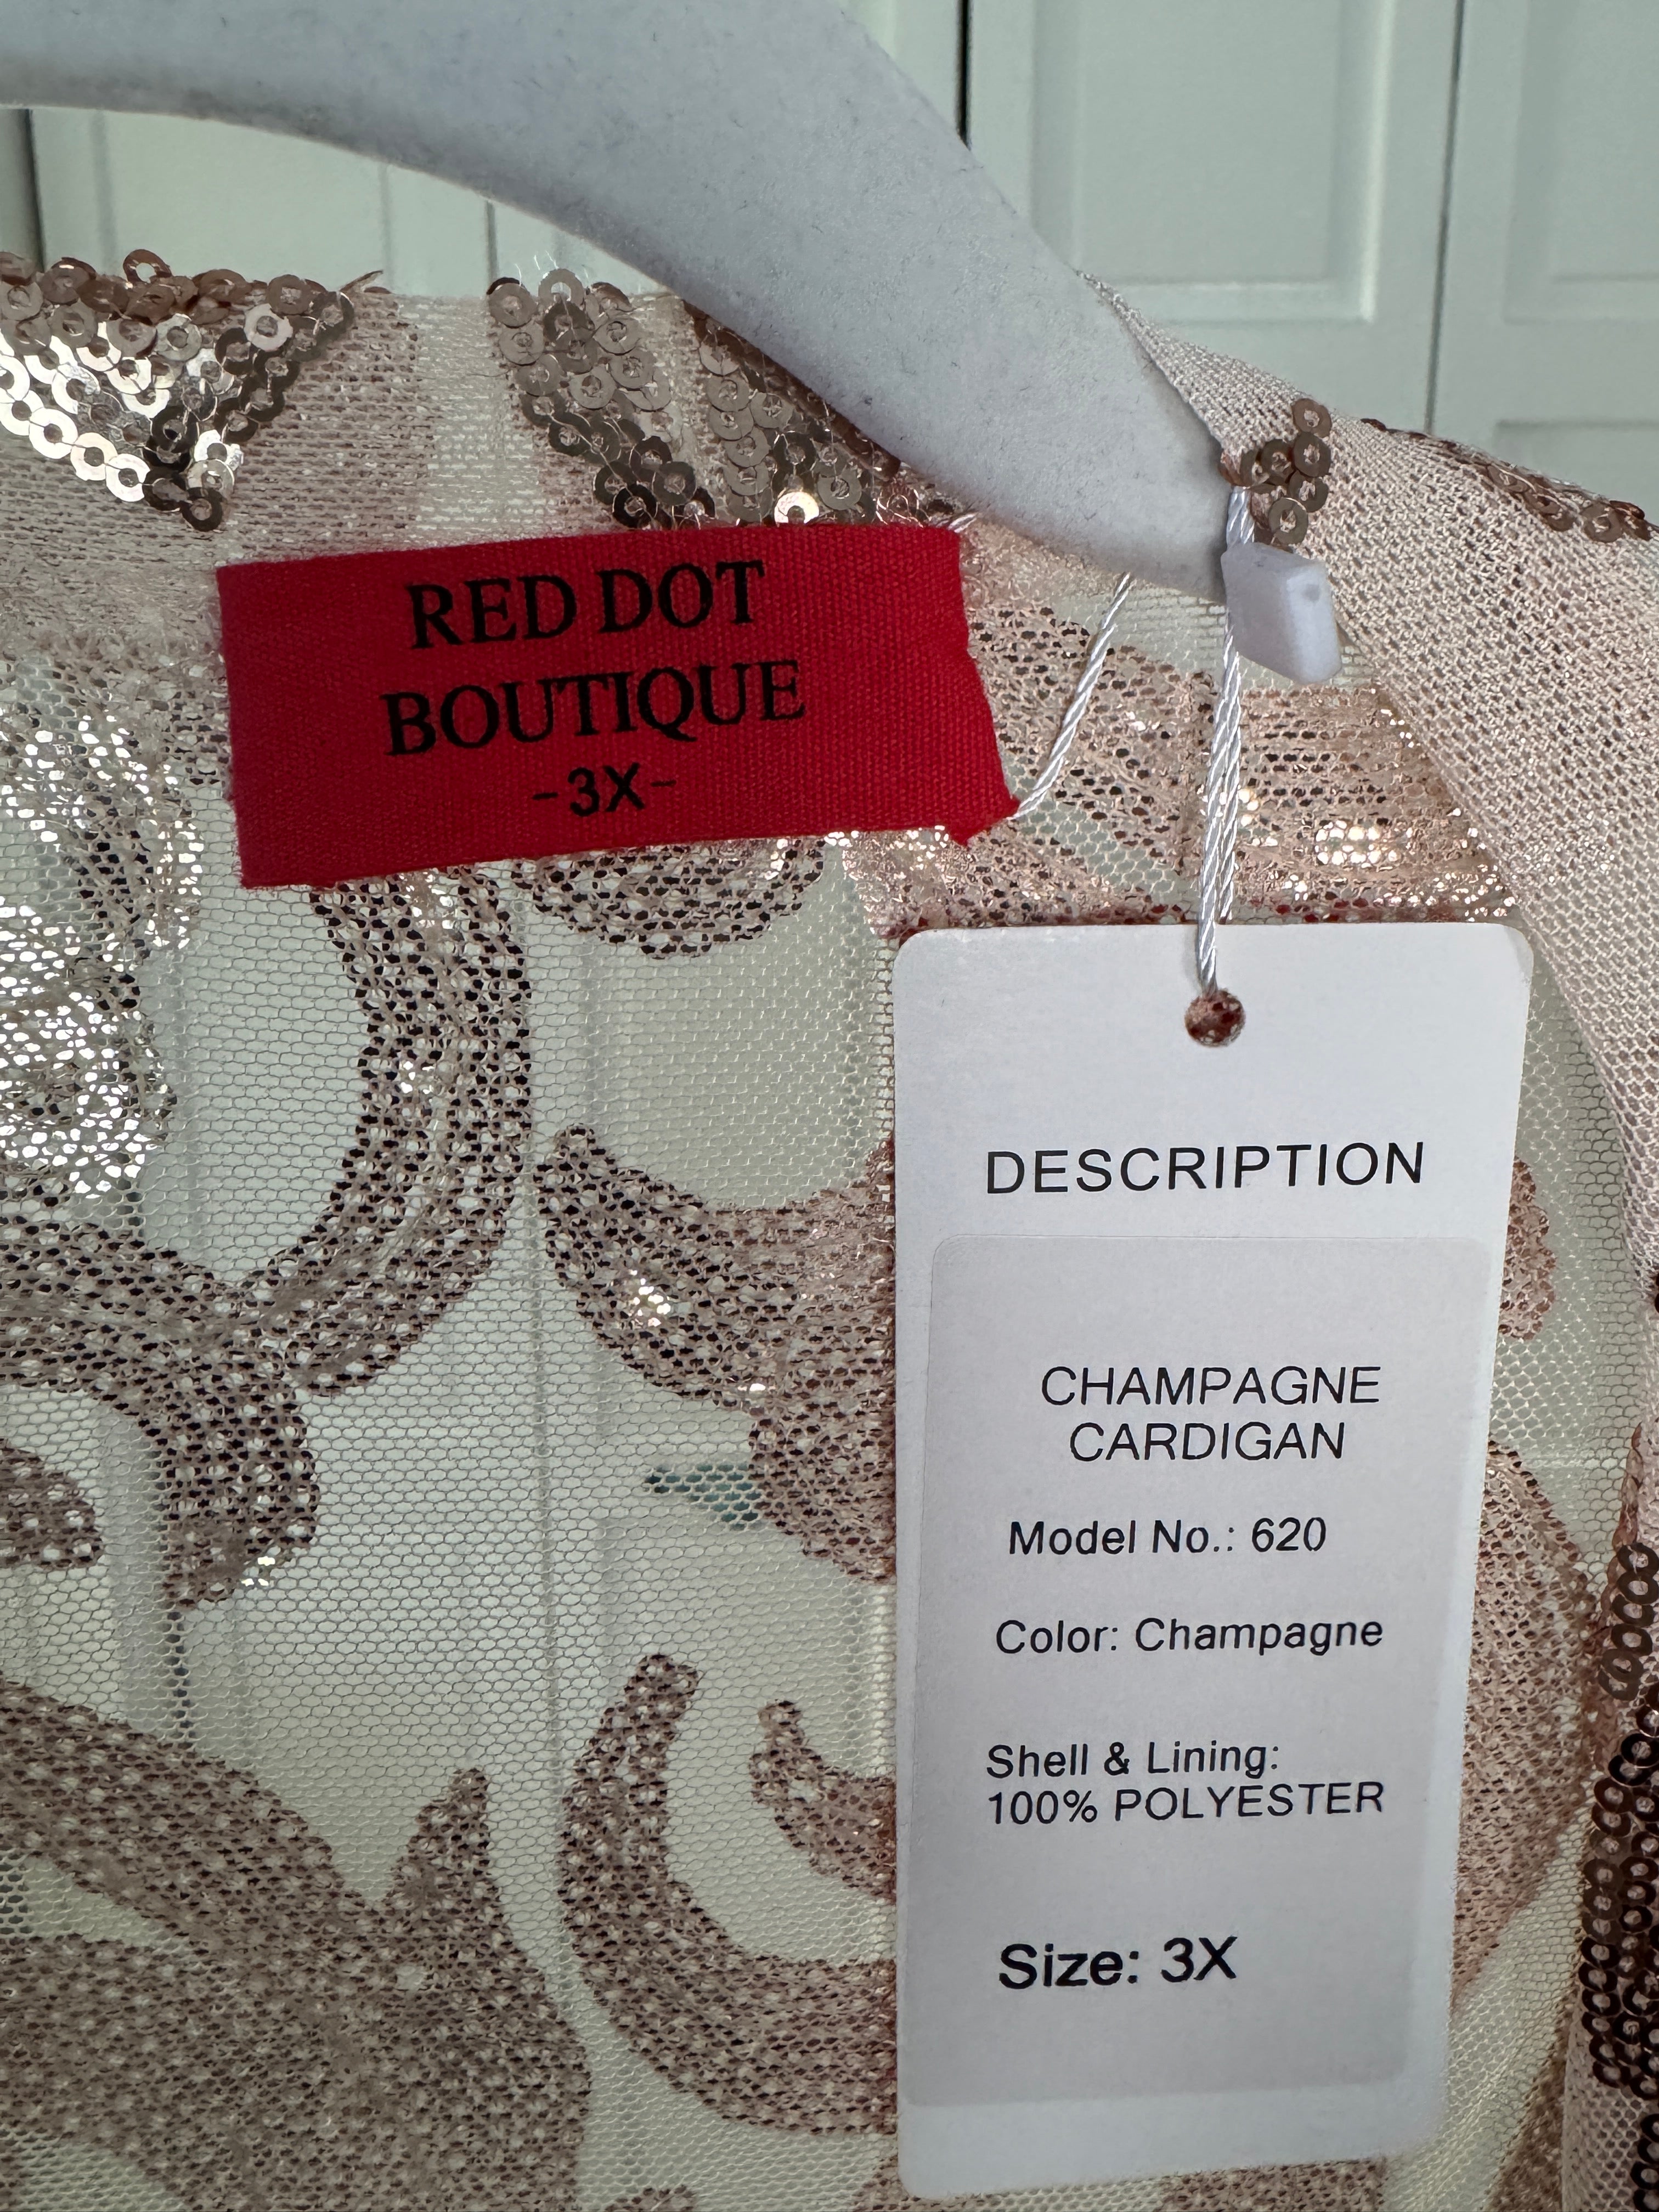 RED DOT
BOUTIQUE
-3X-
DESCRIPTION
CHAMPAGNE
CARDIGAN
Model No.: 620
Color: Champagne
Shell & Lining:
100% POLYESTER
Size: 3X